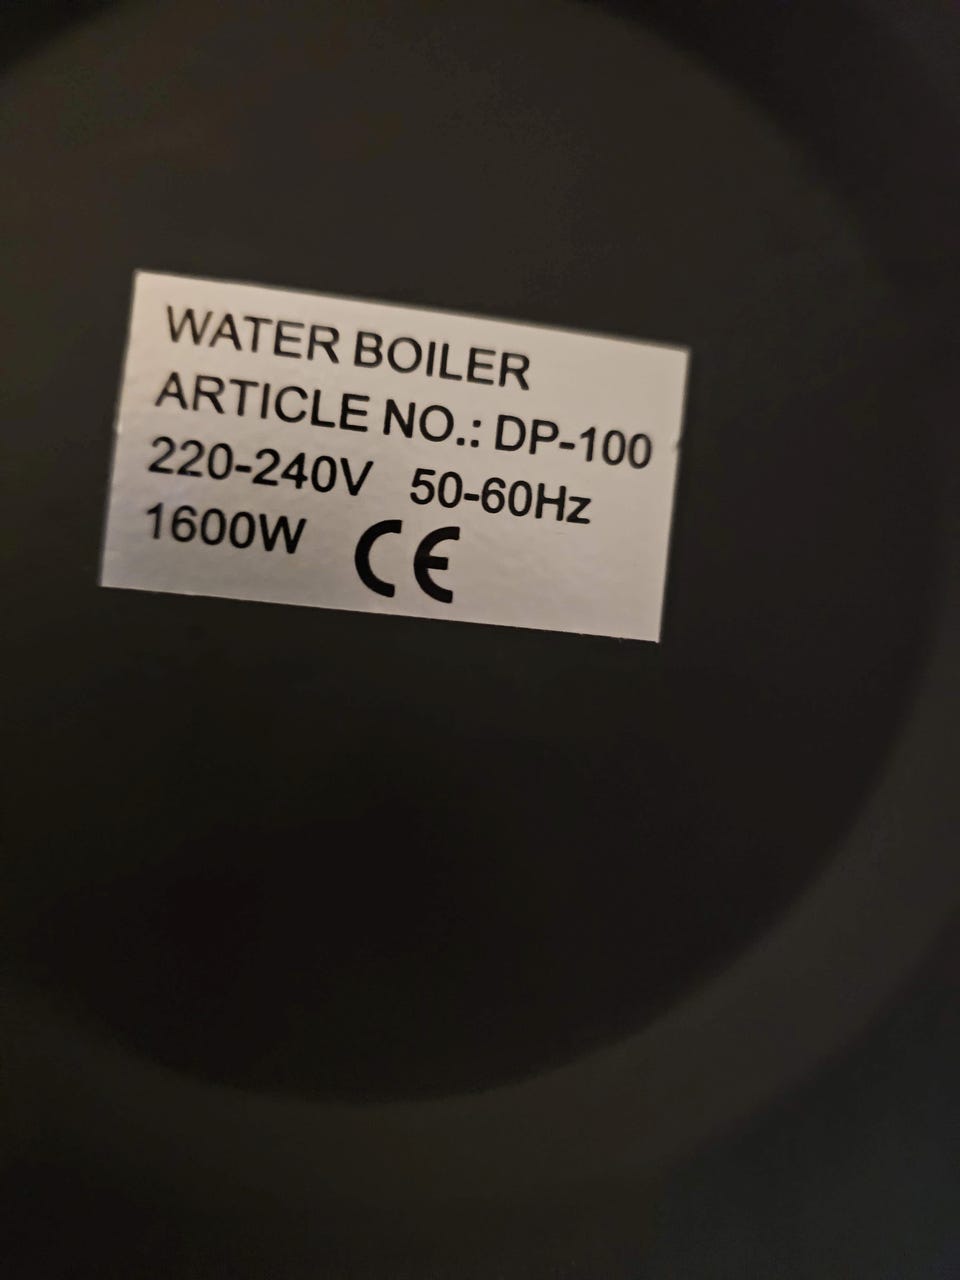 WATER BOILER
ARTICLE NO.: DP-100
220-240V 50-60Hz
1600W CE